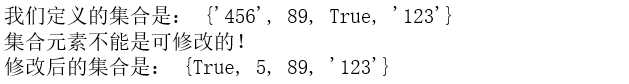 我们定义的集合是： {'456', 89, True, '123'}
集合元素不能是可修改的！
修改后的集合是： {True, 5, 89, '123'}